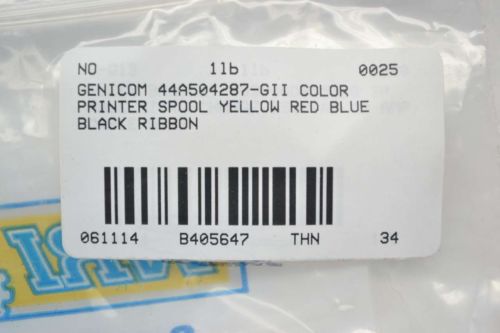 NO 1lb 0025
GENICOM 44A504287-GII COLOR
PRINTER SPOOL YELLOW RED BLUE
BLACK RIBBON
061114 B405647 THN 34